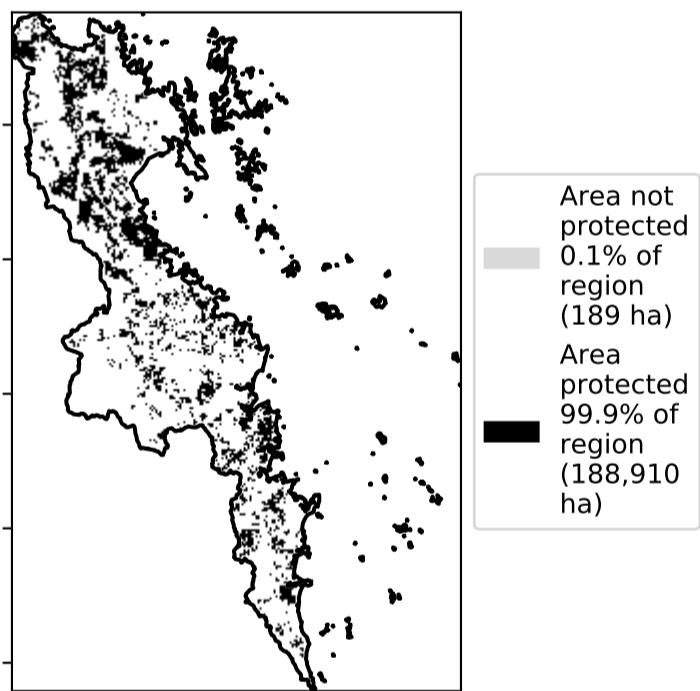 Area not
protected
0.1% of
region
(189 ha)
Area
protected
99.9% of
region
(188,910
ha)